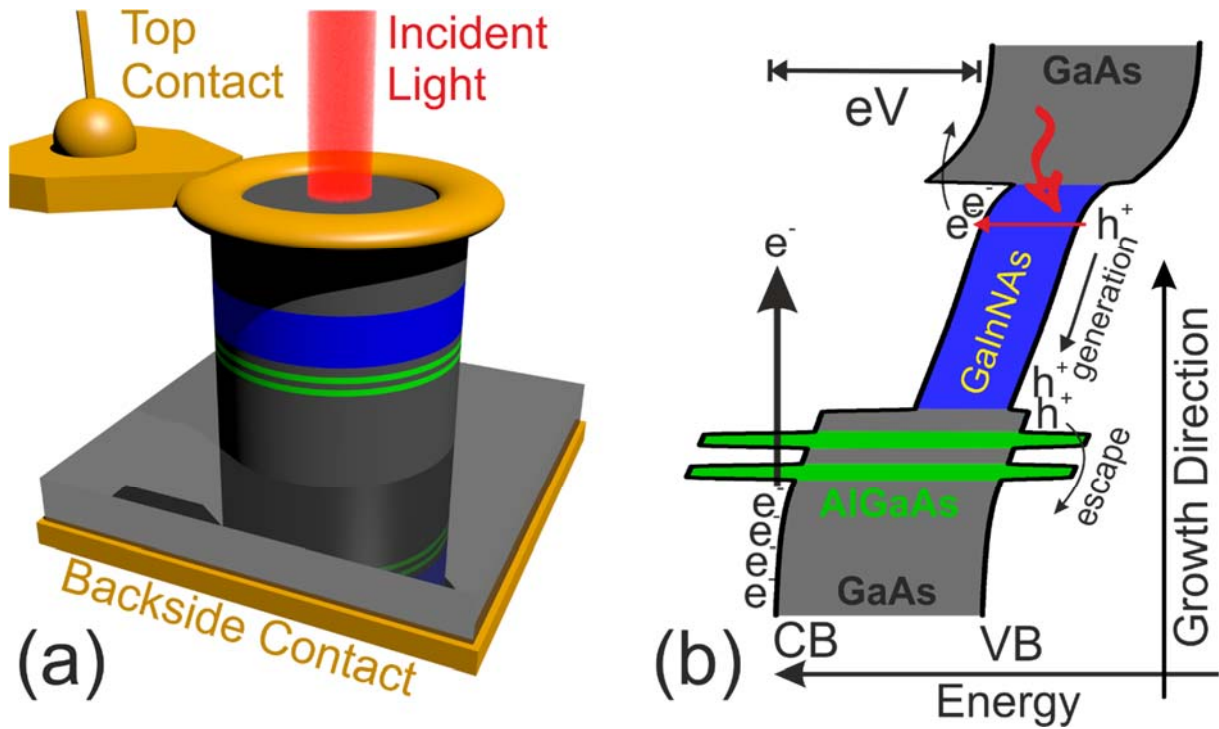 Top
Contact
Incident
Light
Backside Contact
(a)
GaAs
eV
e-
e-
h+
e-
GaInNAs
generation
h+
h+
escape
AlGaAs
e-
e-
e-
e-
GaAs
CB
VB
(b)
Energy
Growth Direction